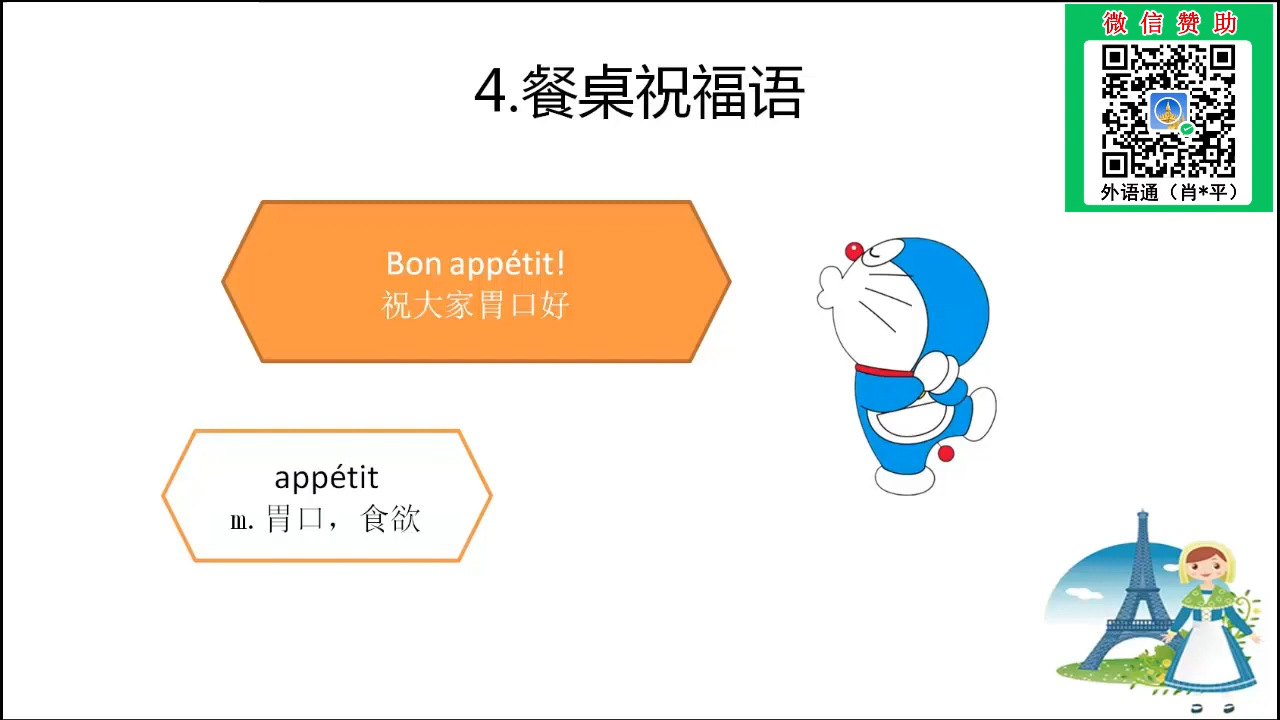 微信赞助
外语通（肖*平）
4.餐桌祝福语
Bon appétit!
祝大家胃口好
appétit
m.胃口，食欲